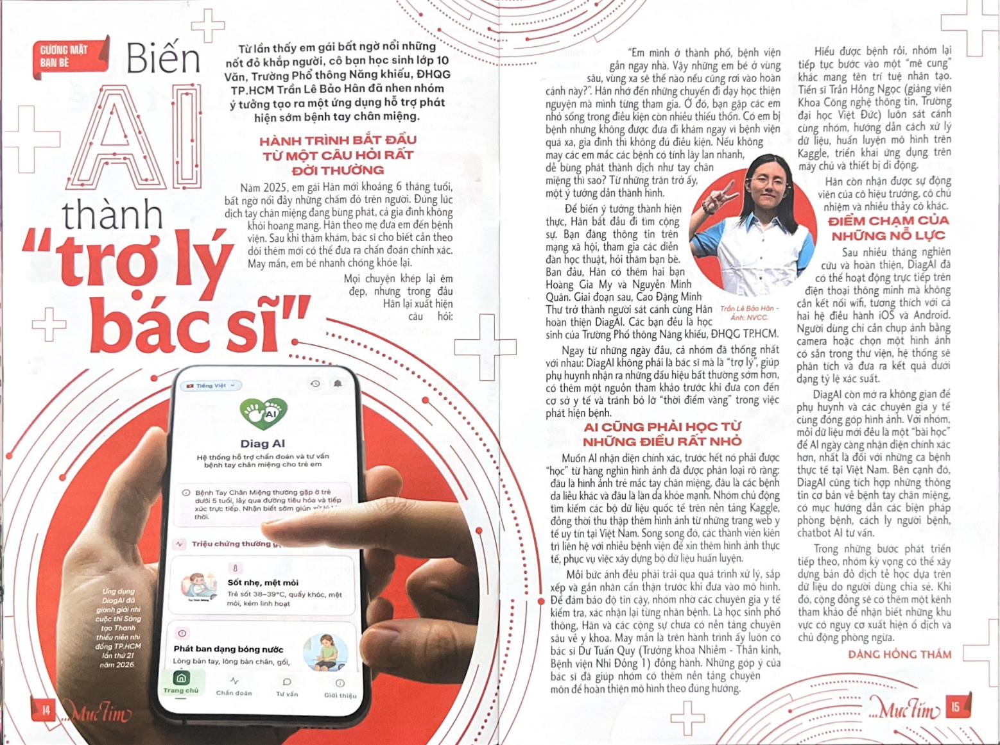 GƯƠNG MẶT
BẠN BÈ
Biến
AI
thành
“trợ lý
bác sĩ”
Từ lần thấy em gái bất ngờ nổi những
nốt đỏ khắp người, cô bạn học sinh lớp 10
Văn, Trường Phổ thông Năng khiếu, ĐHQG
TP.HCM Trần Lê Bảo Hân đã nhen nhóm
ý tưởng tạo ra một ứng dụng hỗ trợ phát
hiện sớm bệnh tay chân miệng.
HÀNH TRÌNH BẮT ĐẦU
TỪ MỘT CÂU HỎI RẤT
ĐỜI THƯỜNG
Năm 2025, em gái Hân mới khoảng 6 tháng tuổi,
bất ngờ nổi đầy những chấm đỏ trên người. Đúng lúc
dịch tay chân miệng đang bùng phát, cả gia đình không
khỏi hoang mang. Hân theo mẹ đưa em đến bệnh
viện. Sau khi thăm khám, bác sĩ cho biết cần theo
dõi thêm mới có thể đưa ra chẩn đoán chính xác.
May mắn, em bé nhanh chóng khỏe lại.
Mọi chuyện khép lại êm
đẹp, nhưng trong đầu
Hân lại xuất hiện
câu hỏi:
Tiếng Việt
AI
Diag AI
Hệ thống hỗ trợ chẩn đoán và tư vấn
bệnh tay chân miệng cho trẻ em
Bệnh Tay Chân Miệng thường gặp ở trẻ
dưới 5 tuổi, lây qua đường tiêu hóa và tiếp
xúc trực tiếp. Nhận biết sớm giúp xử lý
thời.
Triệu chứng thường
Sốt nhẹ, mệt mỏi
Trẻ sốt 38–39°C, quấy khóc, mệt
mỏi, kém linh hoạt
Phát ban dạng bóng nước
Lòng bàn tay, lòng bàn chân, gối,
Trang chủ
Chẩn đoán
Tư vấn
Giới thiệu
Ứng dụng
DiagAI đã
giành giải nhì
cuộc thi Sáng
tạo Thanh
thiếu niên nhi
đồng TP.HCM
lần thứ 21
năm 2026
14
...Mực Tím
“Em mình ở thành phố, bệnh viện
gần ngay nhà. Vậy những em bé ở vùng
sâu, vùng xa sẽ thế nào nếu cũng rơi vào hoàn
cảnh này?”. Hân nhớ đến những chuyến đi dạy học thiện
nguyện mà mình từng tham gia. Ở đó, bạn gặp các em
nhỏ sống trong điều kiện còn nhiều thiếu thốn. Có em bị
bệnh nhưng không được đưa đi khám ngay vì bệnh viện
quá xa, gia đình thì không đủ điều kiện. Nếu không
may các em mắc các bệnh có tính lây lan nhanh,
dễ bùng phát thành dịch như tay chân
miệng thì sao? Từ những trăn trở ấy,
một ý tưởng dần thành hình.
Để biến ý tưởng thành hiện
thực, Hân bắt đầu đi tìm cộng
sự. Bạn đăng thông tin trên
mạng xã hội, tham gia các diễn
đàn học thuật, hỏi thăm bạn bè.
Ban đầu, Hân có thêm hai bạn
Hoàng Gia My và Nguyễn Minh
Quân. Giai đoạn sau, Cao Đặng Minh
Thư trở thành người sát cánh cùng Hân
hoàn thiện DiagAI. Các bạn đều là học
sinh của Trường Phổ thông Năng khiếu, ĐHQG TP.HCM.
Trần Lê Bảo Hân -
Ảnh: NVCC.
Ngay từ những ngày đầu, cả nhóm đã thống nhất
với nhau: DiagAI không phải là bác sĩ mà là “trợ lý”, giúp
phụ huynh nhận ra những dấu hiệu bất thường sớm hơn,
có thêm một nguồn tham khảo trước khi đưa con đến
cơ sở y tế và tránh bỏ lỡ “thời điểm vàng” trong việc
phát hiện bệnh.
AI CŨNG PHẢI HỌC TỪ
NHỮNG ĐIỀU RẤT NHỎ
Muốn AI nhận diện chính xác, trước hết nó phải được
“học” từ hàng nghìn hình ảnh đã được phân loại rõ ràng:
đâu là hình ảnh trẻ mắc tay chân miệng, đâu là các bệnh
da liễu khác và đâu là làn da khỏe mạnh. Nhóm chủ động
tìm kiếm các bộ dữ liệu quốc tế trên nền tảng Kaggle,
đồng thời thu thập thêm hình ảnh từ những trang web y
tế uy tín tại Việt Nam. Song song đó, các thành viên kiên
trì liên hệ với nhiều bệnh viện để xin thêm hình ảnh thực
tế, phục vụ việc xây dựng bộ dữ liệu huấn luyện.
Mỗi bức ảnh đều phải trải qua quá trình xử lý, sắp
xếp và gắn nhãn cẩn thận trước khi đưa vào mô hình.
Để đảm bảo độ tin cậy, nhóm nhờ các chuyên gia y tế
kiểm tra, xác nhận lại từng nhãn bệnh. Là học sinh phổ
thông, Hân và các cộng sự chưa có nền tảng chuyên
sâu về y khoa. May mắn là trên hành trình ấy luôn có
bác sĩ Dư Tuấn Quy (Trưởng khoa Nhiễm - Thần kinh,
Bệnh viện Nhi Đồng 1) đồng hành. Những góp ý của
bác sĩ đã giúp nhóm có thêm nền tảng chuyên
môn để hoàn thiện mô hình theo đúng hướng.
Hiểu được bệnh rồi, nhóm lại
tiếp tục bước vào một “mê cung”
khác mang tên trí tuệ nhân tạo.
Tiến sĩ Trần Hồng Ngọc (giảng viên
Khoa Công nghệ thông tin, Trường
đại học Việt Đức) luôn sát cánh
cùng nhóm, hướng dẫn cách xử lý
dữ liệu, huấn luyện mô hình trên
Kaggle, triển khai ứng dụng trên
máy chủ và thiết bị di động.
Hân còn nhận được sự động
viên của cô hiệu trưởng, cô chủ
nhiệm và nhiều thầy cô khác.
ĐIỂM CHẠM CỦA
NHỮNG NỖ LỰC
Sau nhiều tháng nghiên
cứu và hoàn thiện, DiagAI đã
có thể hoạt động trực tiếp trên
điện thoại thông minh mà không
cần kết nối wifi, tương thích với cả
hai hệ điều hành iOS và Android.
Người dùng chỉ cần chụp ảnh bằng
camera hoặc chọn một hình ảnh
có sẵn trong thư viện, hệ thống sẽ
phân tích và đưa ra kết quả dưới
dạng tỷ lệ xác suất.
DiagAI còn mở ra không gian để
phụ huynh và các chuyên gia y tế
cùng đóng góp hình ảnh. Với nhóm,
mỗi dữ liệu mới đều là một “bài học”
để AI ngày càng nhận diện chính xác
hơn, nhất là đối với những ca bệnh
thực tế tại Việt Nam. Bên cạnh đó,
DiagAI cũng tích hợp những thông
tin cơ bản về bệnh tay chân miệng,
có mục hướng dẫn các biện pháp
phòng bệnh, cách ly người bệnh,
chatbot AI tư vấn.
Trong những bước phát triển
tiếp theo, nhóm kỳ vọng có thể xây
dựng bản đồ dịch tễ học dựa trên
dữ liệu do người dùng chia sẻ. Khi
đó, cộng đồng sẽ có thêm một kênh
tham khảo để nhận biết những khu
vực có nguy cơ xuất hiện ổ dịch và
chủ động phòng ngừa.
ĐẶNG HỒNG THẮM
...Mực Tím
15